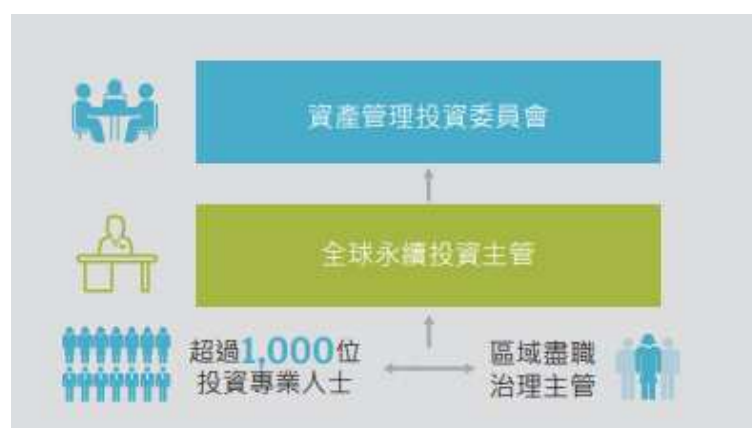 資產管理投資委員會
全球永續投資主管
超過1,000位
投資專業人士
區域盡職
治理主管